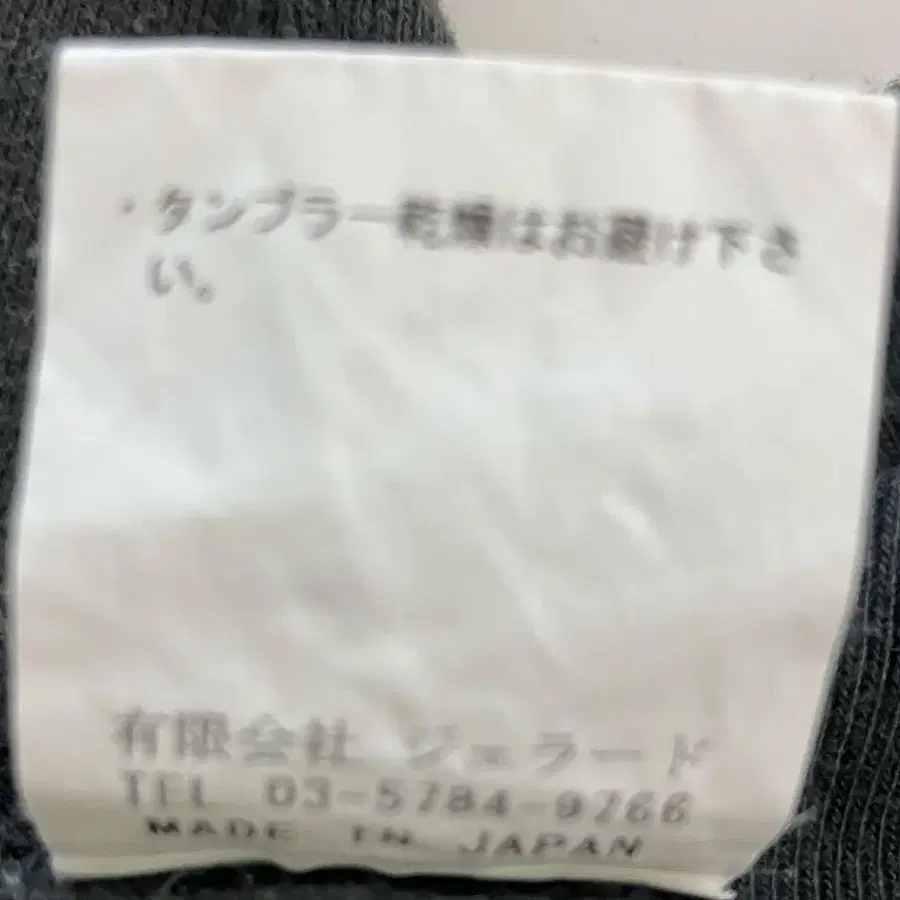 ・タンブラー乾燥はお避け下さ
い。
有限会社 ジェラード
TEL 03-5784-9766
MADE IN JAPAN